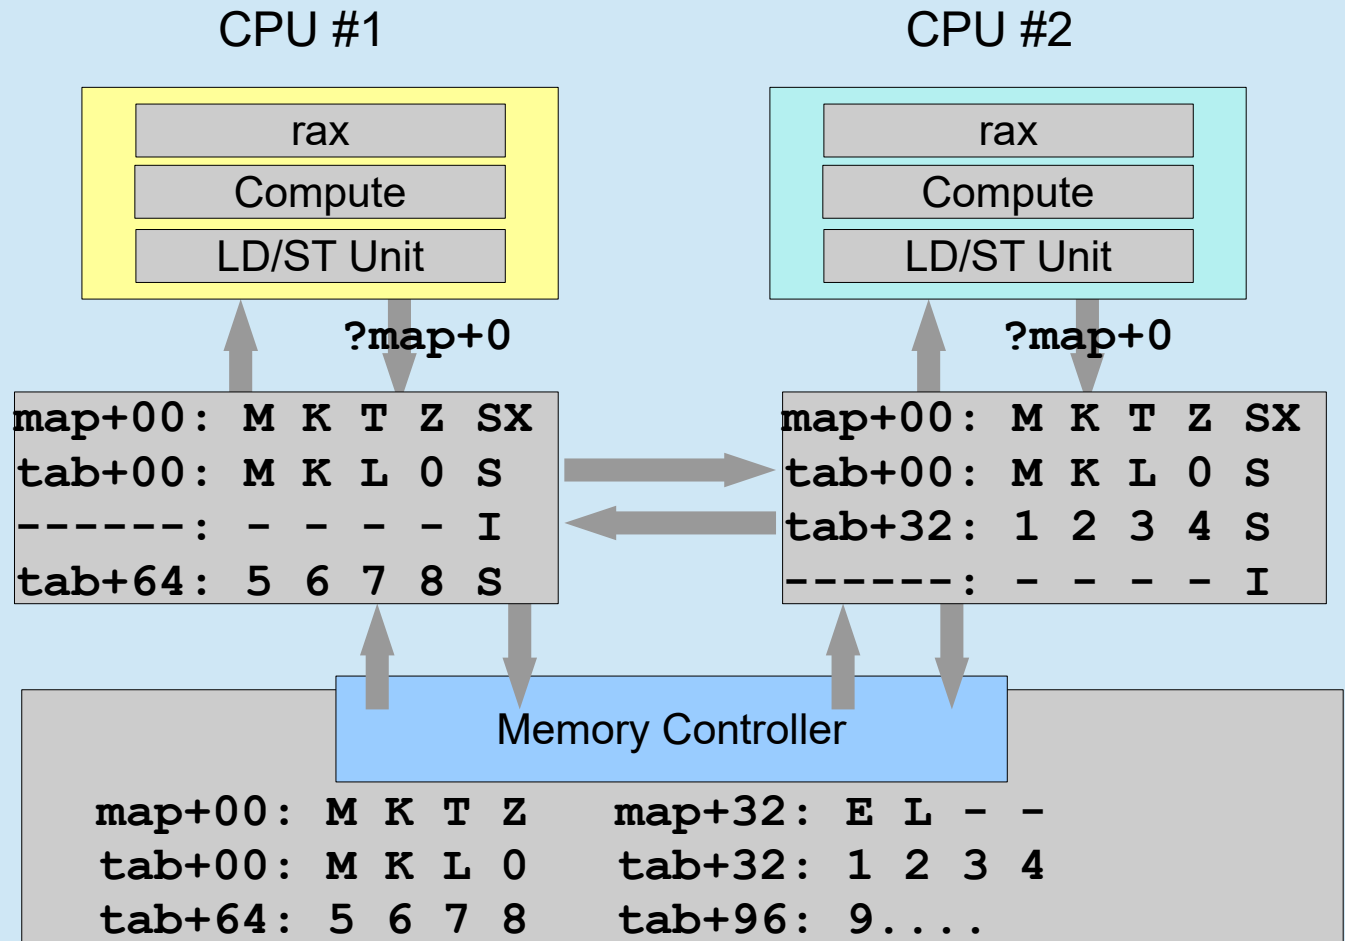 CPU #1
CPU #2
rax
Compute
LD/ST Unit
rax
Compute
LD/ST Unit
?map+0
?map+0
map+00: M K T Z SX
tab+00: M K L 0 S
------: - - - - I
tab+64: 5 6 7 8 S
map+00: M K T Z SX
tab+00: M K L 0 S
tab+32: 1 2 3 4 S
------: - - - - I
Memory Controller
map+00: M K T Z map+32: E L - -
tab+00: M K L 0 tab+32: 1 2 3 4
tab+64: 5 6 7 8 tab+96: 9....